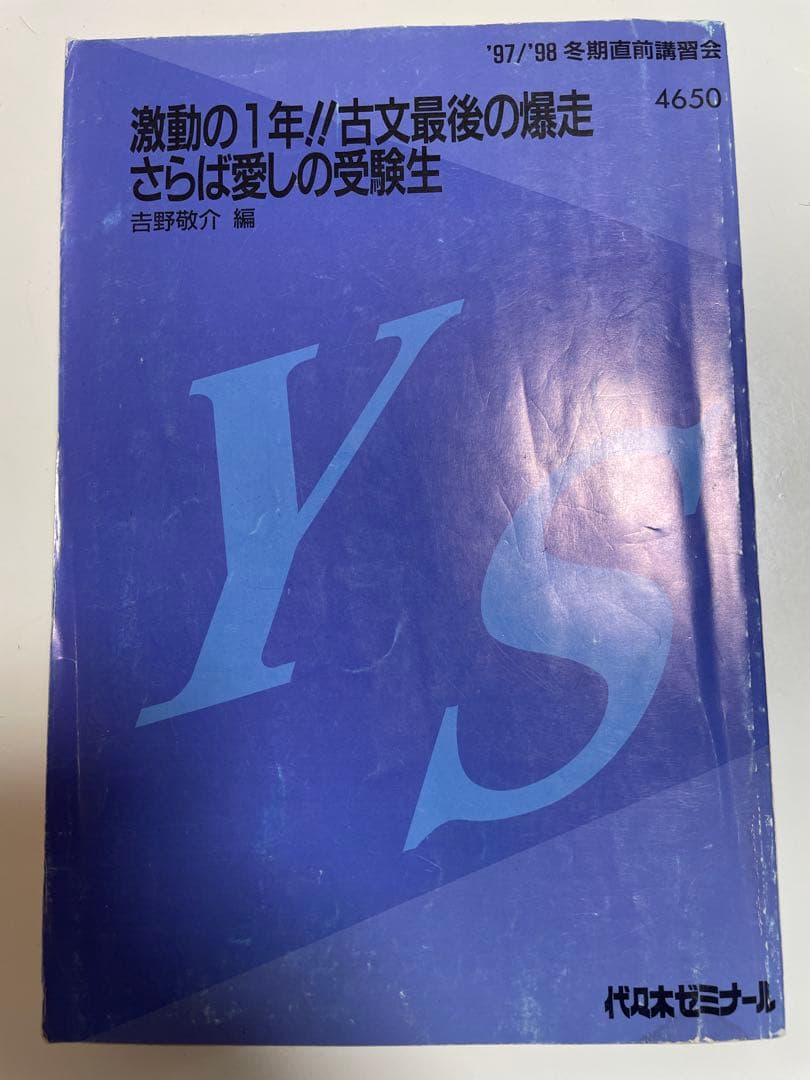 '97/'98 冬期直前講習会
4650
激動の1年!!古文最後の爆走
さらば愛しの受験生
吉野敬介 編
YS
代々木ゼミナール